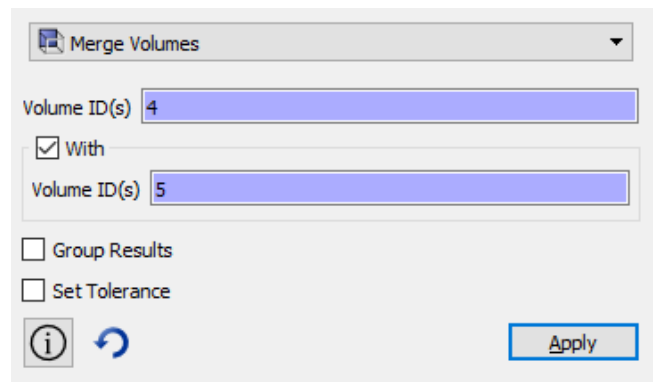 Merge Volumes
Volume ID(s) 4
With
Volume ID(s) 5
Group Results
Set Tolerance
Apply